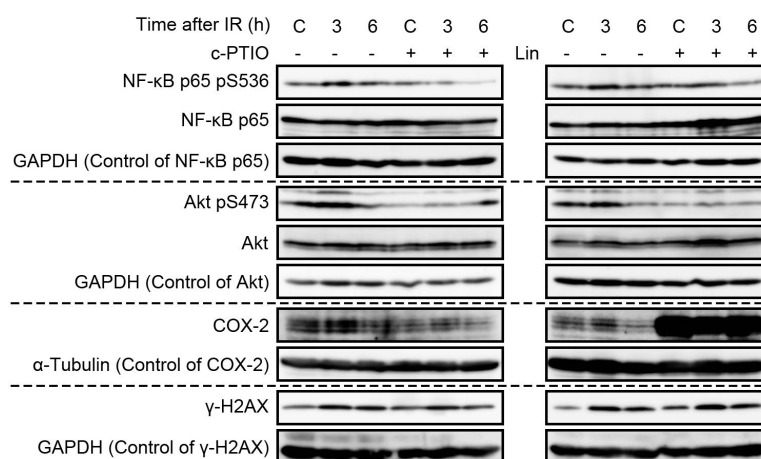 Time after IR (h) C 3 6 C 3 6 C 3 6 C 3 6
c-PTIO - - - + + + Lin - - - + + +
NF-κB p65 pS536
NF-κB p65
GAPDH (Control of NF-κB p65)
Akt pS473
Akt
GAPDH (Control of Akt)
COX-2
α-Tubulin (Control of COX-2)
γ-H2AX
GAPDH (Control of γ-H2AX)